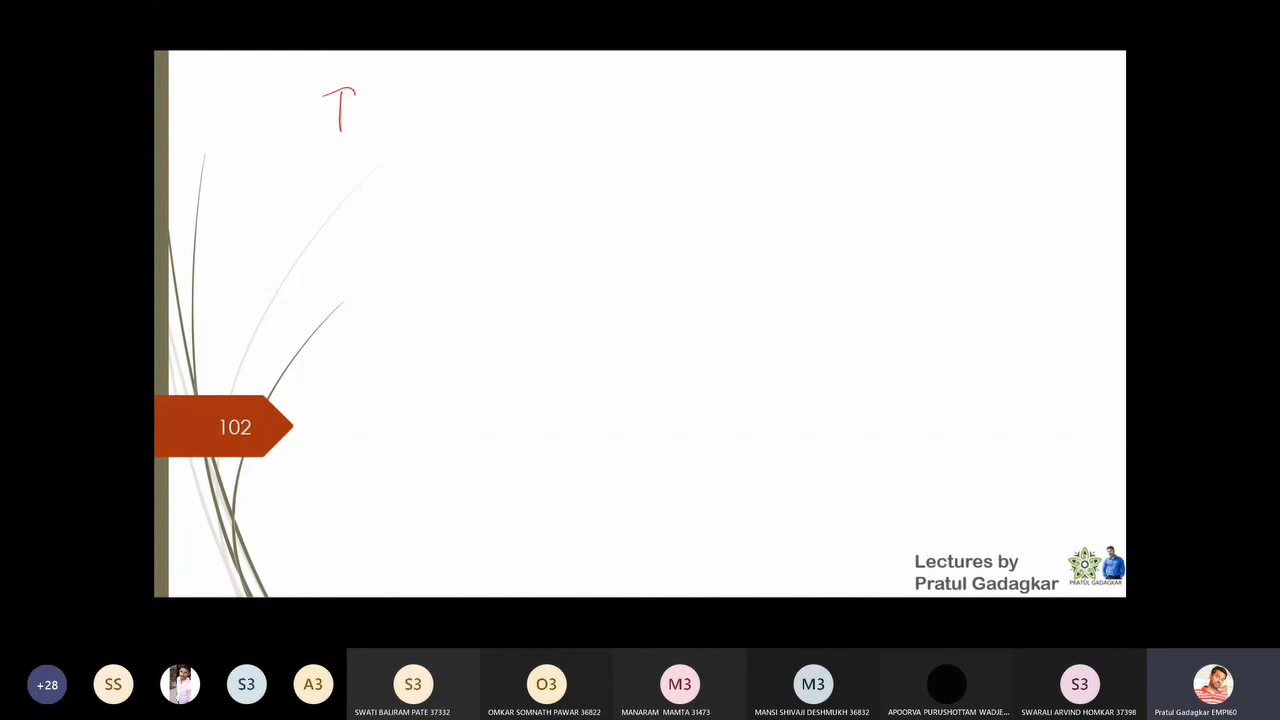 T
102
Lectures by
Pratul Gadagkar
PRATUL GADAGKAR
+28
SS
S3
A3
S3
O3
M3
M3
S3
SWATI BALIRAM PATE 37332
OMKAR SOMNATH PAWAR 36822
MANARAM MAMTA 31473
MANSI SHIVAJI DESHMUKH 36832
APOORVA PURUSHOTTAM WADJE...
SWARALI ARVIND HOMKAR 37398
Pratul Gadagkar EMP160